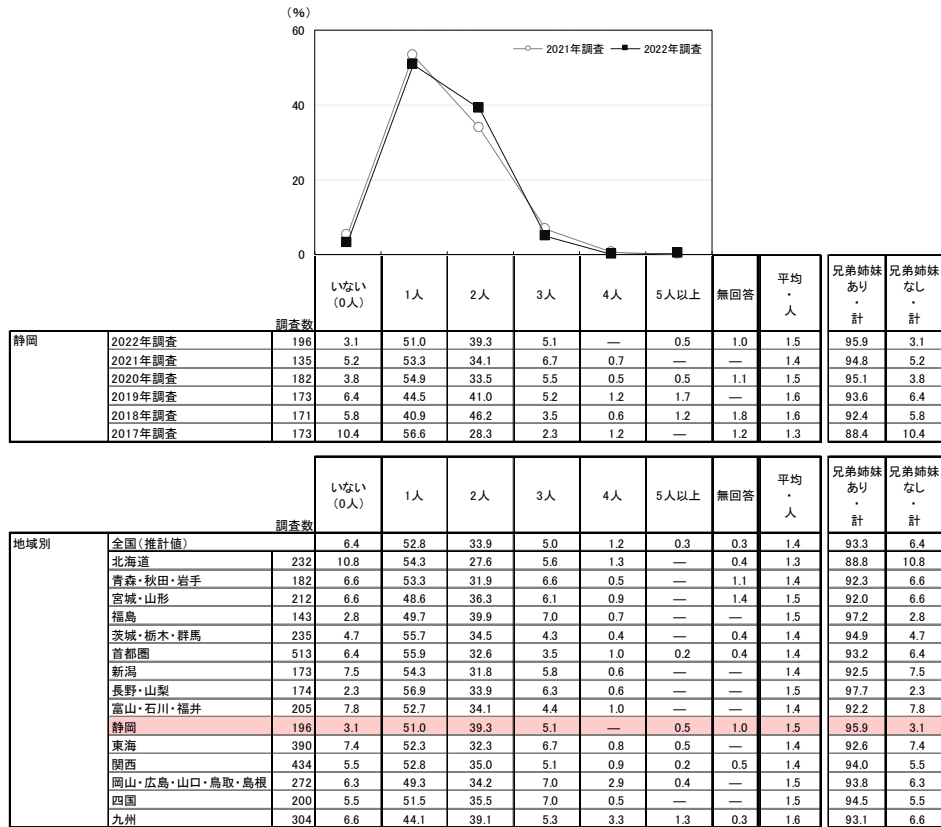 (%)
60
40
20
0
2021年調査 2022年調査
調査数 いない(0人) 1人 2人 3人 4人 5人以上 無回答 平均・人 兄弟姉妹あり・計 兄弟姉妹なし・計
静岡 2022年調査 196 3.1 51.0 39.3 5.1 — 0.5 1.0 1.5 95.9 3.1
2021年調査 135 5.2 53.3 34.1 6.7 0.7 — — 1.4 94.8 5.2
2020年調査 182 3.8 54.9 33.5 5.5 0.5 0.5 1.1 1.5 95.1 3.8
2019年調査 173 6.4 44.5 41.0 5.2 1.2 1.7 — 1.6 93.6 6.4
2018年調査 171 5.8 40.9 46.2 3.5 0.6 1.2 1.8 1.6 92.4 5.8
2017年調査 173 10.4 56.6 28.3 2.3 1.2 — 1.2 1.3 88.4 10.4
調査数 いない(0人) 1人 2人 3人 4人 5人以上 無回答 平均・人 兄弟姉妹あり・計 兄弟姉妹なし・計
地域別 全国(推計値) 6.4 52.8 33.9 5.0 1.2 0.3 0.3 1.4 93.3 6.4
北海道 232 10.8 54.3 27.6 5.6 1.3 — 0.4 1.3 88.8 10.8
青森・秋田・岩手 182 6.6 53.3 31.9 6.6 0.5 — 1.1 1.4 92.3 6.6
宮城・山形 212 6.6 48.6 36.3 6.1 0.9 — 1.4 1.5 92.0 6.6
福島 143 2.8 49.7 39.9 7.0 0.7 — — 1.5 97.2 2.8
茨城・栃木・群馬 235 4.7 55.7 34.5 4.3 0.4 — 0.4 1.4 94.9 4.7
首都圏 513 6.4 55.9 32.6 3.5 1.0 0.2 0.4 1.4 93.2 6.4
新潟 173 7.5 54.3 31.8 5.8 0.6 — — 1.4 92.5 7.5
長野・山梨 174 2.3 56.9 33.9 6.3 0.6 — — 1.5 97.7 2.3
富山・石川・福井 205 7.8 52.7 34.1 4.4 1.0 — — 1.4 92.2 7.8
静岡 196 3.1 51.0 39.3 5.1 — 0.5 1.0 1.5 95.9 3.1
東海 390 7.4 52.3 32.3 6.7 0.8 0.5 — 1.4 92.6 7.4
関西 434 5.5 52.8 35.0 5.1 0.9 0.2 0.5 1.4 94.0 5.5
岡山・広島・山口・鳥取・島根 272 6.3 49.3 34.2 7.0 2.9 0.4 — 1.5 93.8 6.3
四国 200 5.5 51.5 35.5 7.0 0.5 — — 1.5 94.5 5.5
九州 304 6.6 44.1 39.1 5.3 3.3 1.3 0.3 1.6 93.1 6.6